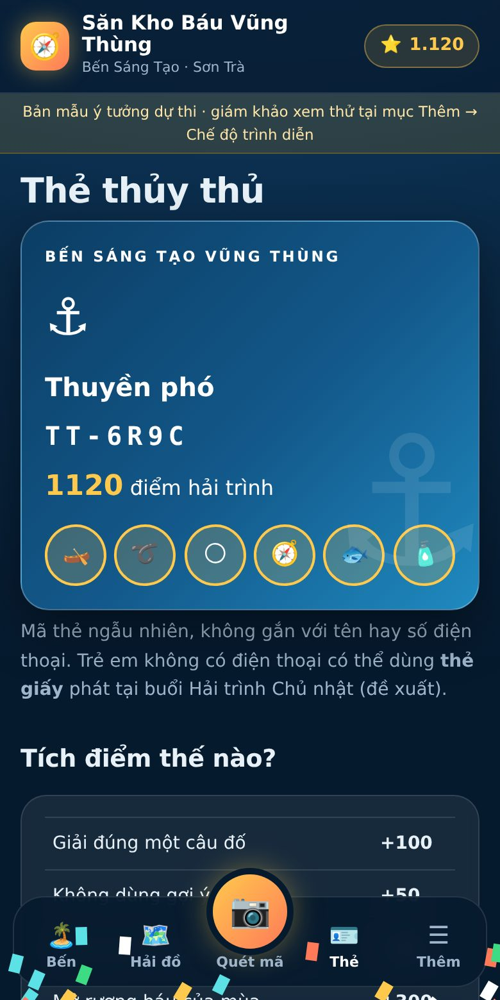 Săn Kho Báu Vũng
Thùng
Bến Sáng Tạo · Sơn Trà
1.120
Bản mẫu ý tưởng dự thi · giám khảo xem thử tại mục Thêm →
Chế độ trình diễn
Thẻ thủy thủ
BẾN SÁNG TẠO VŨNG THÙNG
Thuyền phó
TT-6R9C
1120 điểm hải trình
Mã thẻ ngẫu nhiên, không gắn với tên hay số điện
thoại. Trẻ em không có điện thoại có thể dùng thẻ
giấy phát tại buổi Hải trình Chủ nhật (đề xuất).
Tích điểm thế nào?
Giải đúng một câu đố +100
Không dùng gợi ý +50
Bến Hải đồ Quét mã Thẻ Thêm
Mở rương báu của mùa +300